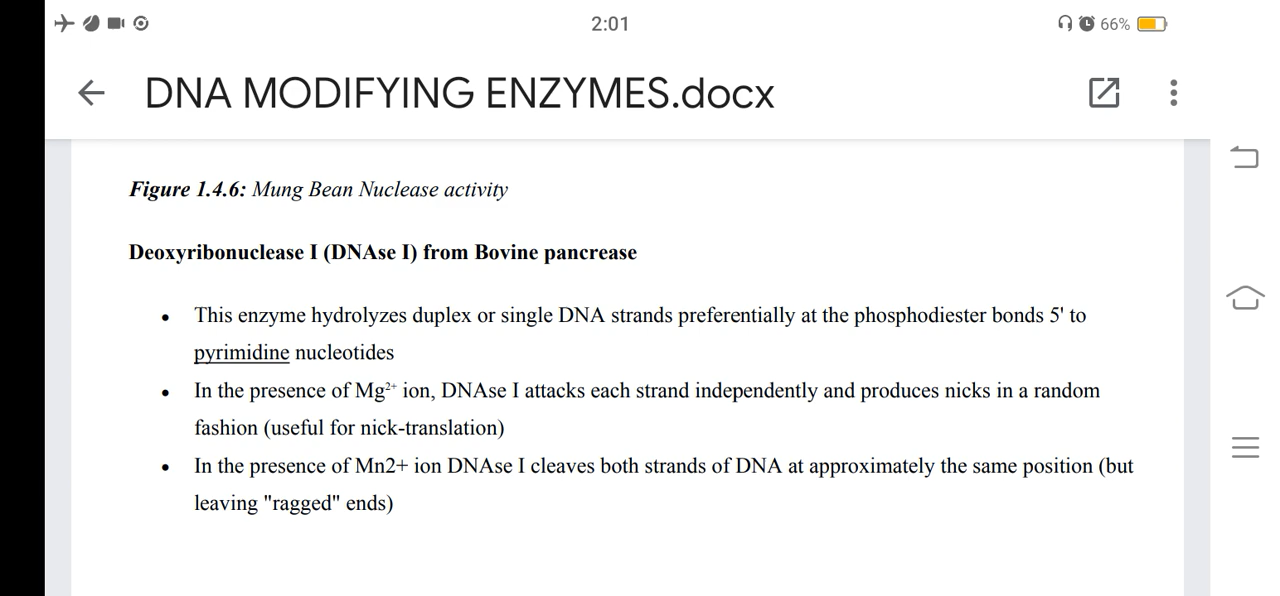 2:01
66%
DNA MODIFYING ENZYMES.docx
Figure 1.4.6: Mung Bean Nuclease activity
Deoxyribonuclease I (DNAse I) from Bovine pancrease
• This enzyme hydrolyzes duplex or single DNA strands preferentially at the phosphodiester bonds 5' to
pyrimidine nucleotides
• In the presence of Mg²⁺ ion, DNAse I attacks each strand independently and produces nicks in a random
fashion (useful for nick-translation)
• In the presence of Mn2+ ion DNAse I cleaves both strands of DNA at approximately the same position (but
leaving "ragged" ends)